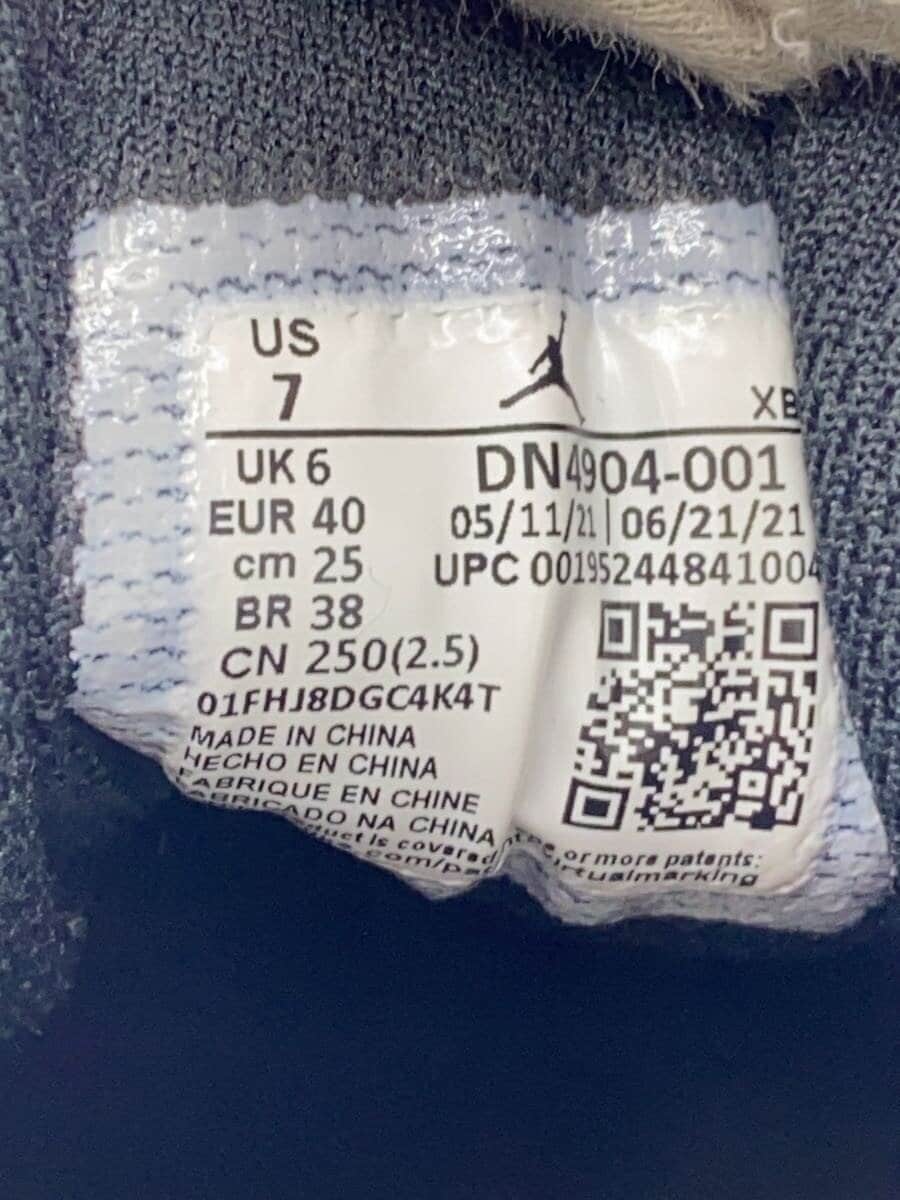 US
7
XB
UK 6
DN4904-001
EUR 40
05/11/21|06/21/21
cm 25
UPC 00195244841004
BR 38
CN 250(2.5)
01FHJ8DGC4K4T
MADE IN CHINA
HECHO EN CHINA
FABRIQUE EN CHINE
FABRICADO NA CHINA
is covered or more patents: